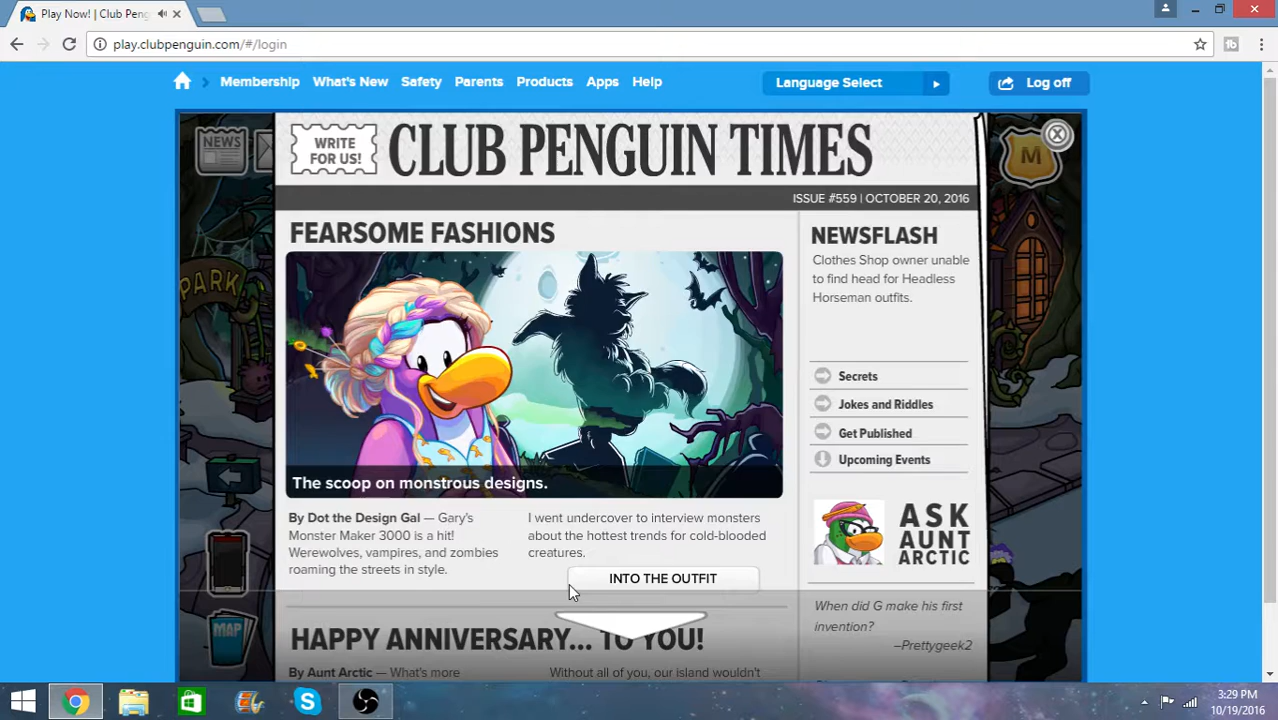 Play Now! | Club Peng
play.clubpenguin.com/#/login
Membership What's New Safety Parents Products Apps Help
Language Select
Log off
NEWS
WRITE
FOR US!
CLUB PENGUIN TIMES
M
ISSUE #559 | OCTOBER 20, 2016
FEARSOME FASHIONS
PARK
The scoop on monstrous designs.
By Dot the Design Gal — Gary's
Monster Maker 3000 is a hit!
Werewolves, vampires, and zombies
roaming the streets in style.
I went undercover to interview monsters
about the hottest trends for cold-blooded
creatures.
INTO THE OUTFIT
HAPPY ANNIVERSARY... TO YOU!
By Aunt Arctic — What's more
Without all of you, our island wouldn't
NEWSFLASH
Clothes Shop owner unable
to find head for Headless
Horseman outfits.
Secrets
Jokes and Riddles
Get Published
Upcoming Events
ASK
AUNT
ARCTIC
When did G make his first
invention?
–Prettygeek2
MAP
3:29 PM
10/19/2016